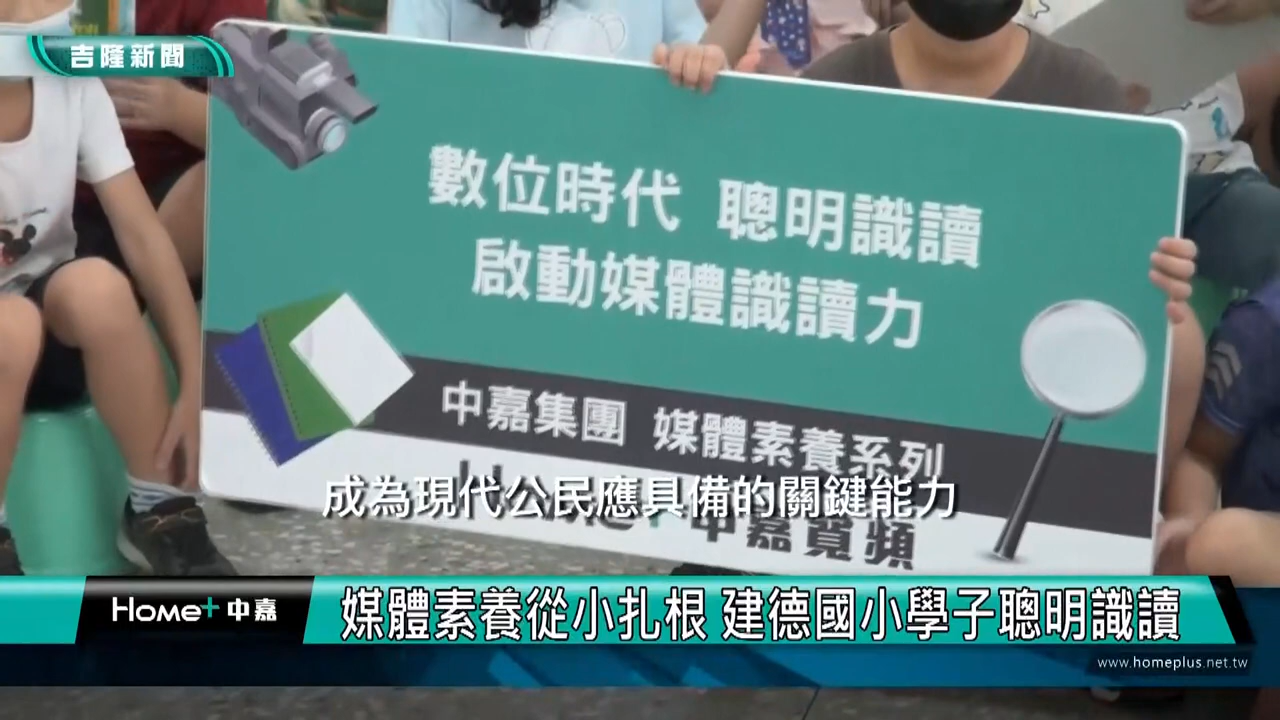 吉隆新聞
數位時代 聰明識讀
啟動媒體識讀力
中嘉集團 媒體素養系列
Home+ 中嘉寬頻
成為現代公民應具備的關鍵能力
Home+ 中嘉
媒體素養從小扎根 建德國小學子聰明識讀
www.homeplus.net.tw